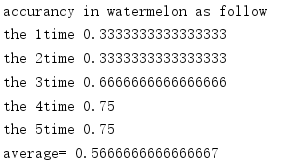 accurancy in watermelon as follow
the 1time 0.3333333333333333
the 2time 0.3333333333333333
the 3time 0.6666666666666666
the 4time 0.75
the 5time 0.75
average= 0.5666666666666667